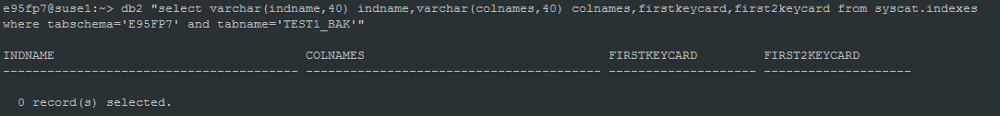 e95fp7@suse1:~> db2 "select varchar(indname,40) indname,varchar(colnames,40) colnames,firstkeycard,first2keycard from syscat.indexes
where tabschema='E95FP7' and tabname='TEST1_BAK'"
INDNAME COLNAMES FIRSTKEYCARD FIRST2KEYCARD
---------------------------------------- ---------------------------------------- -------------------- --------------------
0 record(s) selected.